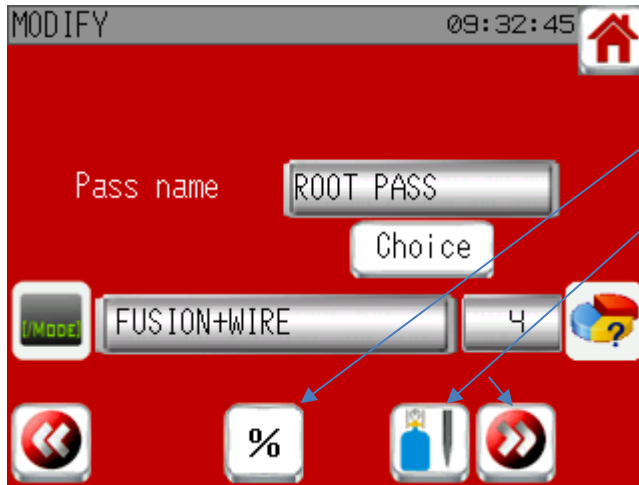 MODIFY 09:32:45
Pass name ROOT PASS
Choice
[/MODE] FUSION+WIRE 4 ?
%